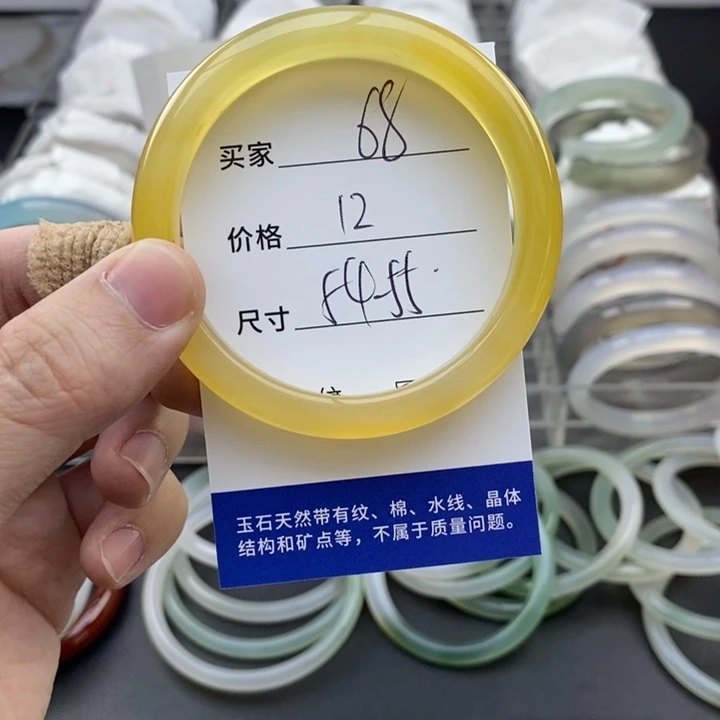 买家 68
价格 12
尺寸 54-55.
玉石天然带有纹、棉、水线、晶体
结构和矿点等，不属于质量问题。